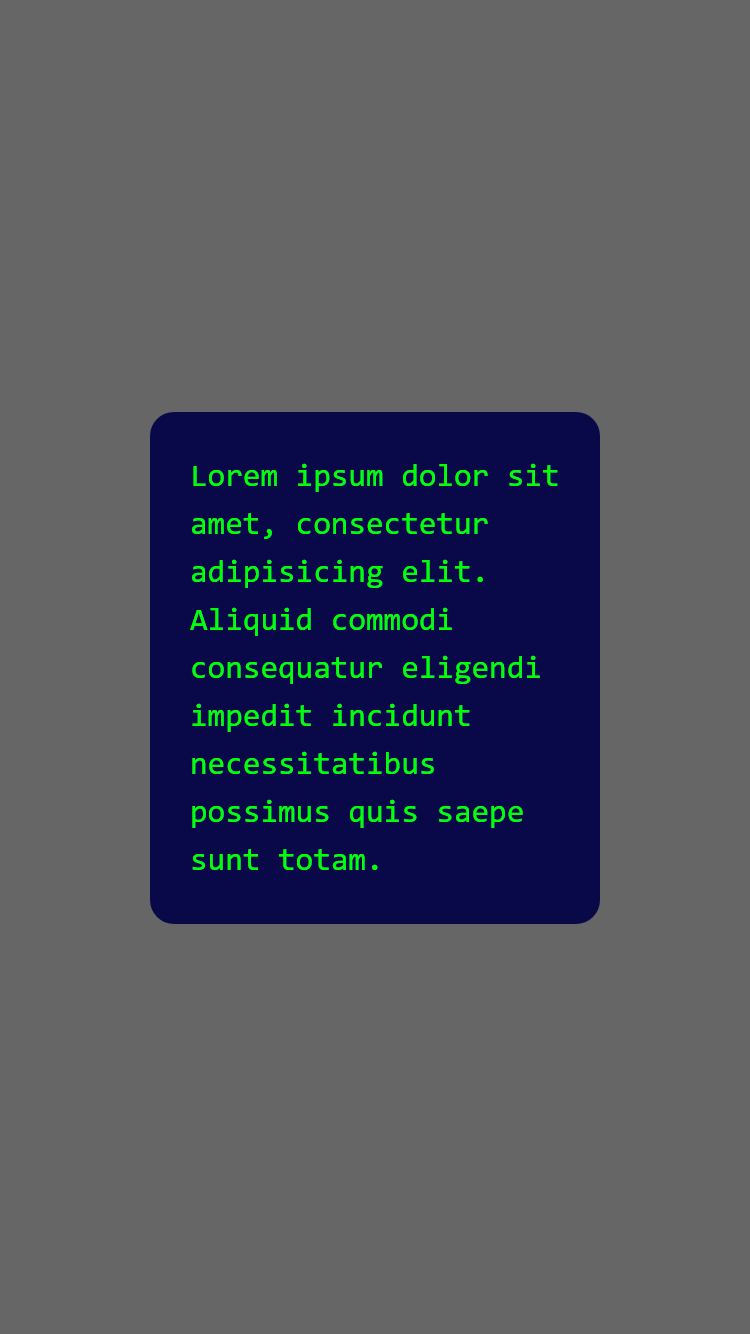 Lorem ipsum dolor sit
amet, consectetur
adipisicing elit.
Aliquid commodi
consequatur eligendi
impedit incidunt
necessitatibus
possimus quis saepe
sunt totam.